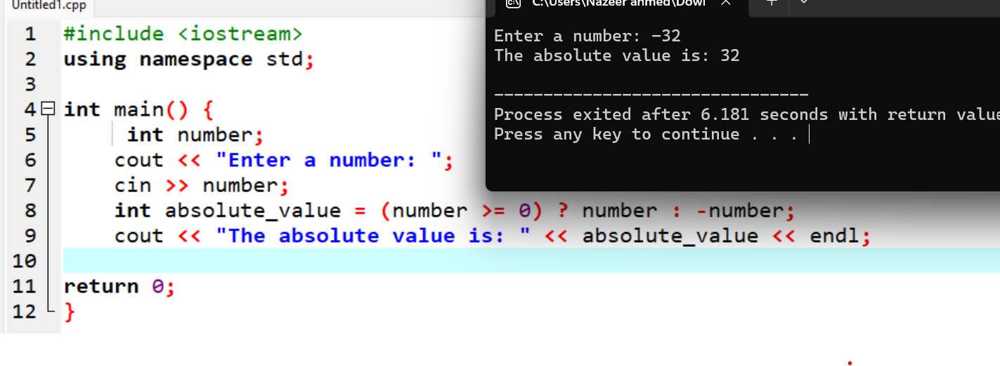 Untitled1.cpp
1 #include <iostream>
2 using namespace std;
3
4 int main() {
5 int number;
6 cout << "Enter a number: ";
7 cin >> number;
8 int absolute_value = (number >= 0) ? number : -number;
9 cout << "The absolute value is: " << absolute_value << endl;
10
11 return 0;
12 }
C:\Users\Nazeer ahmed\Dowl
Enter a number: -32
The absolute value is: 32
--------------------------------
Process exited after 6.181 seconds with return value
Press any key to continue . . .